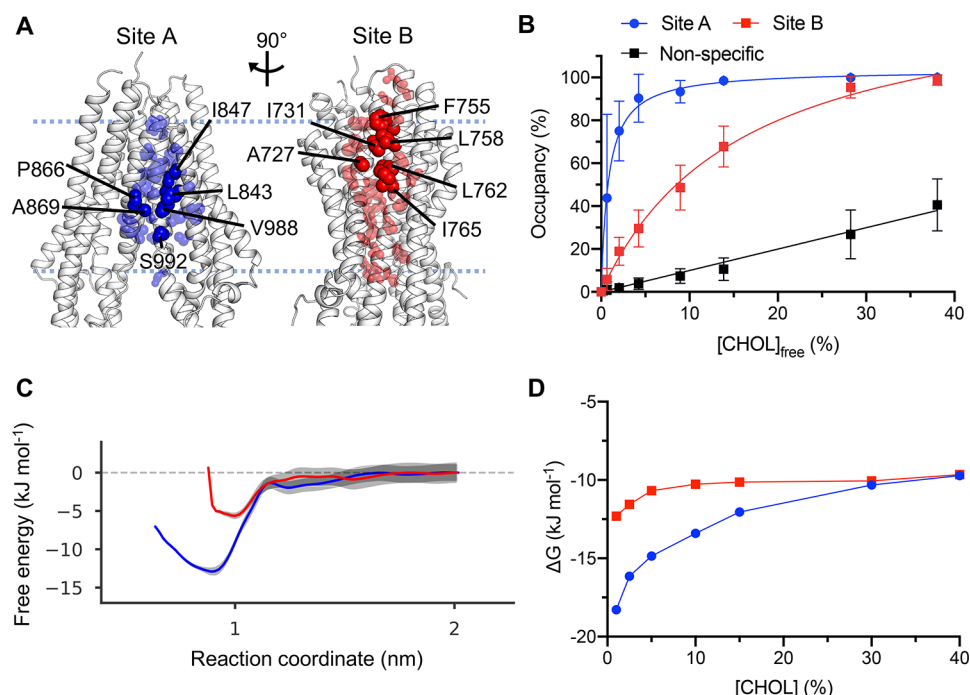 A
Site A
90°
Site B
I847
I731
F755
P866
A727
L758
A869
L843
L762
V988
I765
S992
B
Site A
Site B
Non-specific
Occupancy (%)
100
80
60
40
20
0
0
10
20
30
40
[CHOL]free (%)
C
Free energy (kJ mol-1)
0
−5
−10
−15
1
2
Reaction coordinate (nm)
D
ΔG (kJ mol-1)
-5
-10
-15
-20
0
10
20
30
40
[CHOL] (%)